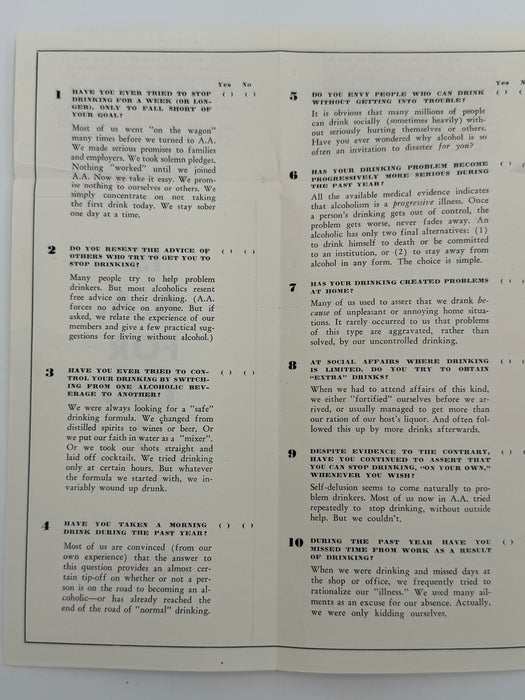 Yes No
1 HAVE YOU EVER TRIED TO STOP ( ) ( )
DRINKING FOR A WEEK (OR LON-
GER), ONLY TO FALL SHORT OF
YOUR GOAL?
Most of us went "on the wagon"
many times before we turned to A.A.
We made serious promises to families
and employers. We took solemn pledges.
Nothing "worked" until we joined
A.A. Now we take it easy. We prom-
ise nothing to ourselves or others. We
simply concentrate on not taking
the first drink today. We stay sober
one day at a time.
2 DO YOU RESENT THE ADVICE OF ( ) ( )
OTHERS WHO TRY TO GET YOU TO
STOP DRINKING?
Many people try to help problem
drinkers. But most alcoholics resent
free advice on their drinking. (A.A.
forces no advice on anyone. But if
asked, we relate the experience of our
members and give a few practical sug-
gestions for living without alcohol.)
3 HAVE YOU EVER TRIED TO CON- ( ) ( )
TROL YOUR DRINKING BY SWITCH-
ING FROM ONE ALCOHOLIC BEV-
ERAGE TO ANOTHER?
We were always looking for a "safe"
drinking formula. We changed from
distilled spirits to wines or beer. Or
we put our faith in water as a "mixer".
Or we took our shots straight and
laid off cocktails. We tried drinking
only at certain hours. But whatever
the formula we started with, we in-
variably wound up drunk.
4 HAVE YOU TAKEN A MORNING ( ) ( )
DRINK DURING THE PAST YEAR?
Most of us are convinced (from our
own experience) that the answer to
this question provides an almost cer-
tain tip-off on whether or not a per-
son is on the road to becoming an al-
coholic—or has already reached the
end of the road of "normal" drinking.
Yes N
5 DO YOU ENVY PEOPLE WHO CAN DRINK ( ) (
WITHOUT GETTING INTO TROUBLE?
It is obvious that many millions of people
can drink socially (sometimes heavily) with-
out seriously hurting themselves or others.
Have you ever wondered why alcohol is so
often an invitation to disaster for you?
6 HAS YOUR DRINKING PROBLEM BECOME ( ) (
PROGRESSIVELY MORE SERIOUS DURING
THE PAST YEAR?
All the available medical evidence indicates
that alcoholism is a progressive illness. Once
a person's drinking gets out of control, the
problem gets worse, never fades away. An
alcoholic has only two final alternatives: (1)
to drink himself to death or be committed
to an institution, or (2) to stay away from
alcohol in any form. The choice is simple.
7 HAS YOUR DRINKING CREATED PROBLEMS ( ) (
AT HOME?
Many of us used to assert that we drank be-
cause of unpleasant or annoying home situa-
tions. It rarely occurred to us that problems
of this type are aggravated, rather than
solved, by our uncontrolled drinking.
8 AT SOCIAL AFFAIRS WHERE DRINKING ( ) (
IS LIMITED, DO YOU TRY TO OBTAIN
"EXTRA" DRINKS?
When we had to attend affairs of this kind,
we either "fortified" ourselves before we ar-
rived, or usually managed to get more than
our ration of our host's liquor. And often fol-
lowed this up by more drinks afterwards.
9 DESPITE EVIDENCE TO THE CONTRARY, ( ) (
HAVE YOU CONTINUED TO ASSERT THAT
YOU CAN STOP DRINKING, "ON YOUR OWN,"
WHENEVER YOU WISH?
Self-delusion seems to come naturally to pro-
blem drinkers. Most of us now in A.A. tried
repeatedly to stop drinking, without outside
help. But we couldn't.
10 DURING THE PAST YEAR HAVE YOU ( )
MISSED TIME FROM WORK AS A RESULT
OF DRINKING?
When we were drinking and missed days at
the shop or office, we frequently tried to
rationalize our "illness." We used many ail-
ments as an excuse for our absence. Actually,
we were only kidding ourselves.